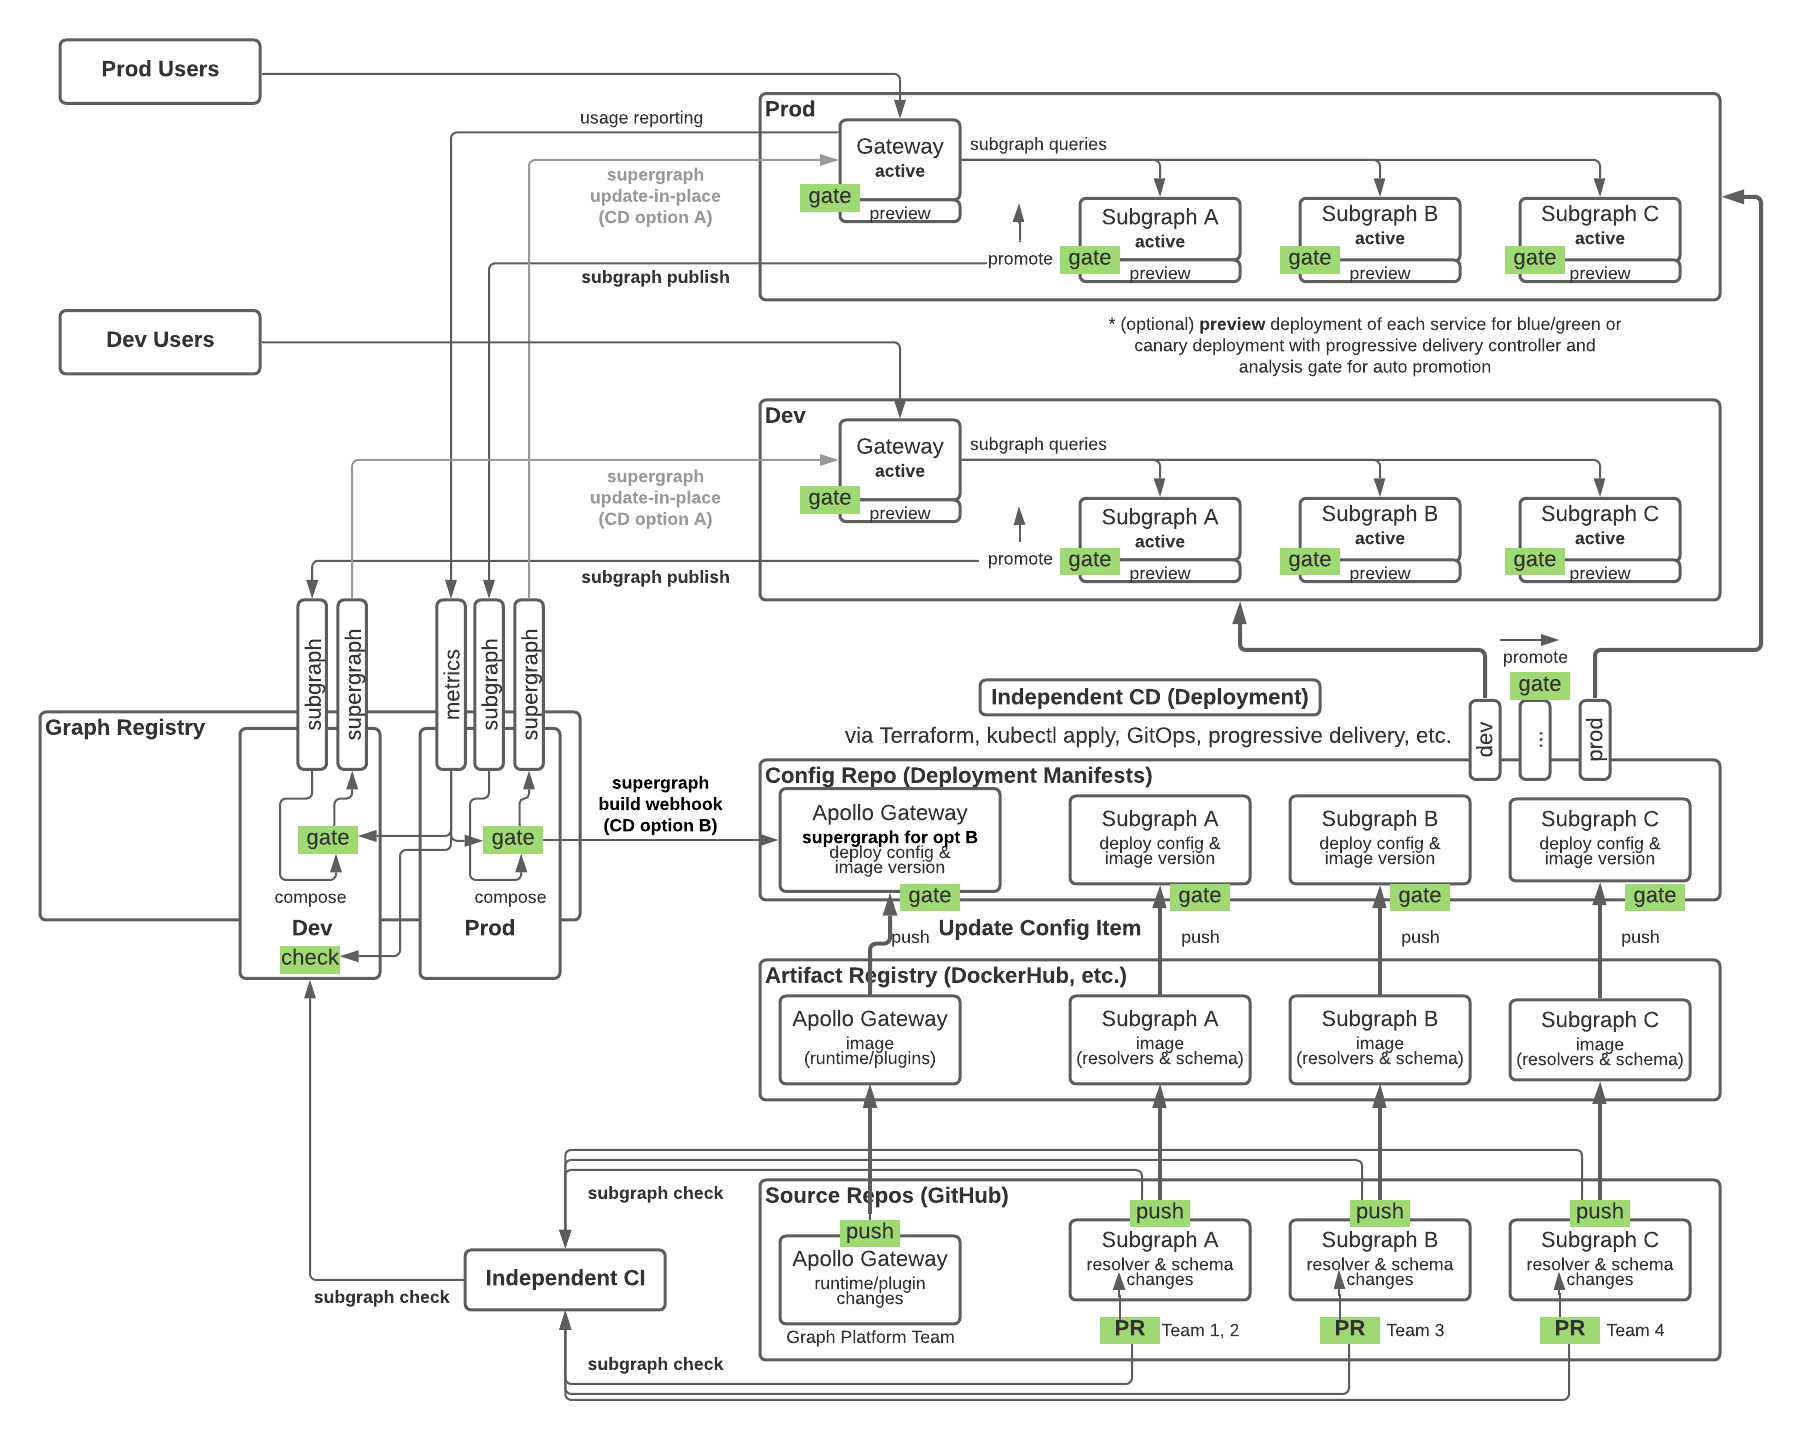 Prod Users
Prod
usage reporting
Gateway
active
gate
preview
subgraph queries
supergraph
update-in-place
(CD option A)
Subgraph A
active
gate
preview
Subgraph B
active
gate
preview
Subgraph C
active
gate
preview
promote
subgraph publish
Dev Users
* (optional) preview deployment of each service for blue/green or
canary deployment with progressive delivery controller and
analysis gate for auto promotion
Dev
Gateway
active
gate
preview
subgraph queries
supergraph
update-in-place
(CD option A)
Subgraph A
active
gate
preview
Subgraph B
active
gate
preview
Subgraph C
active
gate
preview
promote
subgraph publish
subgraph
supergraph
metrics
subgraph
supergraph
Graph Registry
gate
compose
Dev
check
gate
compose
Prod
supergraph
build webhook
(CD option B)
promote
gate
dev
...
prod
Independent CD (Deployment)
via Terraform, kubectl apply, GitOps, progressive delivery, etc.
Config Repo (Deployment Manifests)
Apollo Gateway
supergraph for opt B
deploy config &
image version
gate
Subgraph A
deploy config &
image version
gate
Subgraph B
deploy config &
image version
gate
Subgraph C
deploy config &
image version
gate
push
Update Config Item
push
push
push
Artifact Registry (DockerHub, etc.)
Apollo Gateway
image
(runtime/plugins)
Subgraph A
image
(resolvers & schema)
Subgraph B
image
(resolvers & schema)
Subgraph C
image
(resolvers & schema)
subgraph check
Source Repos (GitHub)
push
Apollo Gateway
runtime/plugin
changes
Graph Platform Team
push
Subgraph A
resolver & schema
changes
PR
Team 1, 2
push
Subgraph B
resolver & schema
changes
PR
Team 3
push
Subgraph C
resolver & schema
changes
PR
Team 4
Independent CI
subgraph check
subgraph check